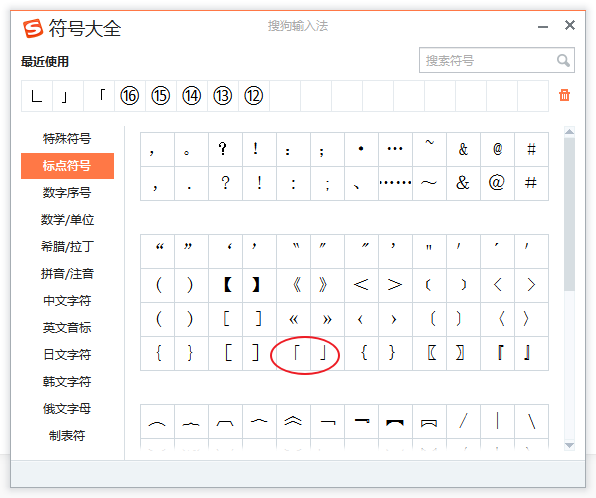 符号大全
搜狗输入法
最近使用
搜索符号
∟ 」 「 ⑯ ⑮ ⑭ ⑬ ⑫
特殊符号
标点符号
数字序号
数学/单位
希腊/拉丁
拼音/注音
中文字符
英文音标
日文字符
韩文字符
俄文字母
制表符
， 。 ？ ！ ： ； · … ~ & @ #
， ． ？ ！ ： ； 、 …… ～ ＆ ＠ ＃
“ ” ‘ ’ 〝 〞 " ' ′
（ ） 【 】 《 》 ＜ ＞ ﹝ ﹞ < >
( ) [ ] « » ‹ › 〔 〕 〈 〉
{ } ［ ］ 「 」 ｛ ｝ 〖 〗 『 』
︵ ︷ ︿ ︽ ﹁ ﹃ ︻ / | \